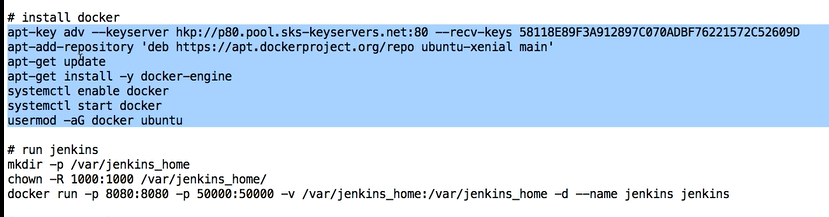 # install docker
apt-key adv --keyserver hkp://p80.pool.sks-keyservers.net:80 --recv-keys 58118E89F3A912897C070ADBF76221572C52609D
apt-add-repository 'deb https://apt.dockerproject.org/repo ubuntu-xenial main'
apt-get update
apt-get install -y docker-engine
systemctl enable docker
systemctl start docker
usermod -aG docker ubuntu
# run jenkins
mkdir -p /var/jenkins_home
chown -R 1000:1000 /var/jenkins_home/
docker run -p 8080:8080 -p 50000:50000 -v /var/jenkins_home:/var/jenkins_home -d --name jenkins jenkins